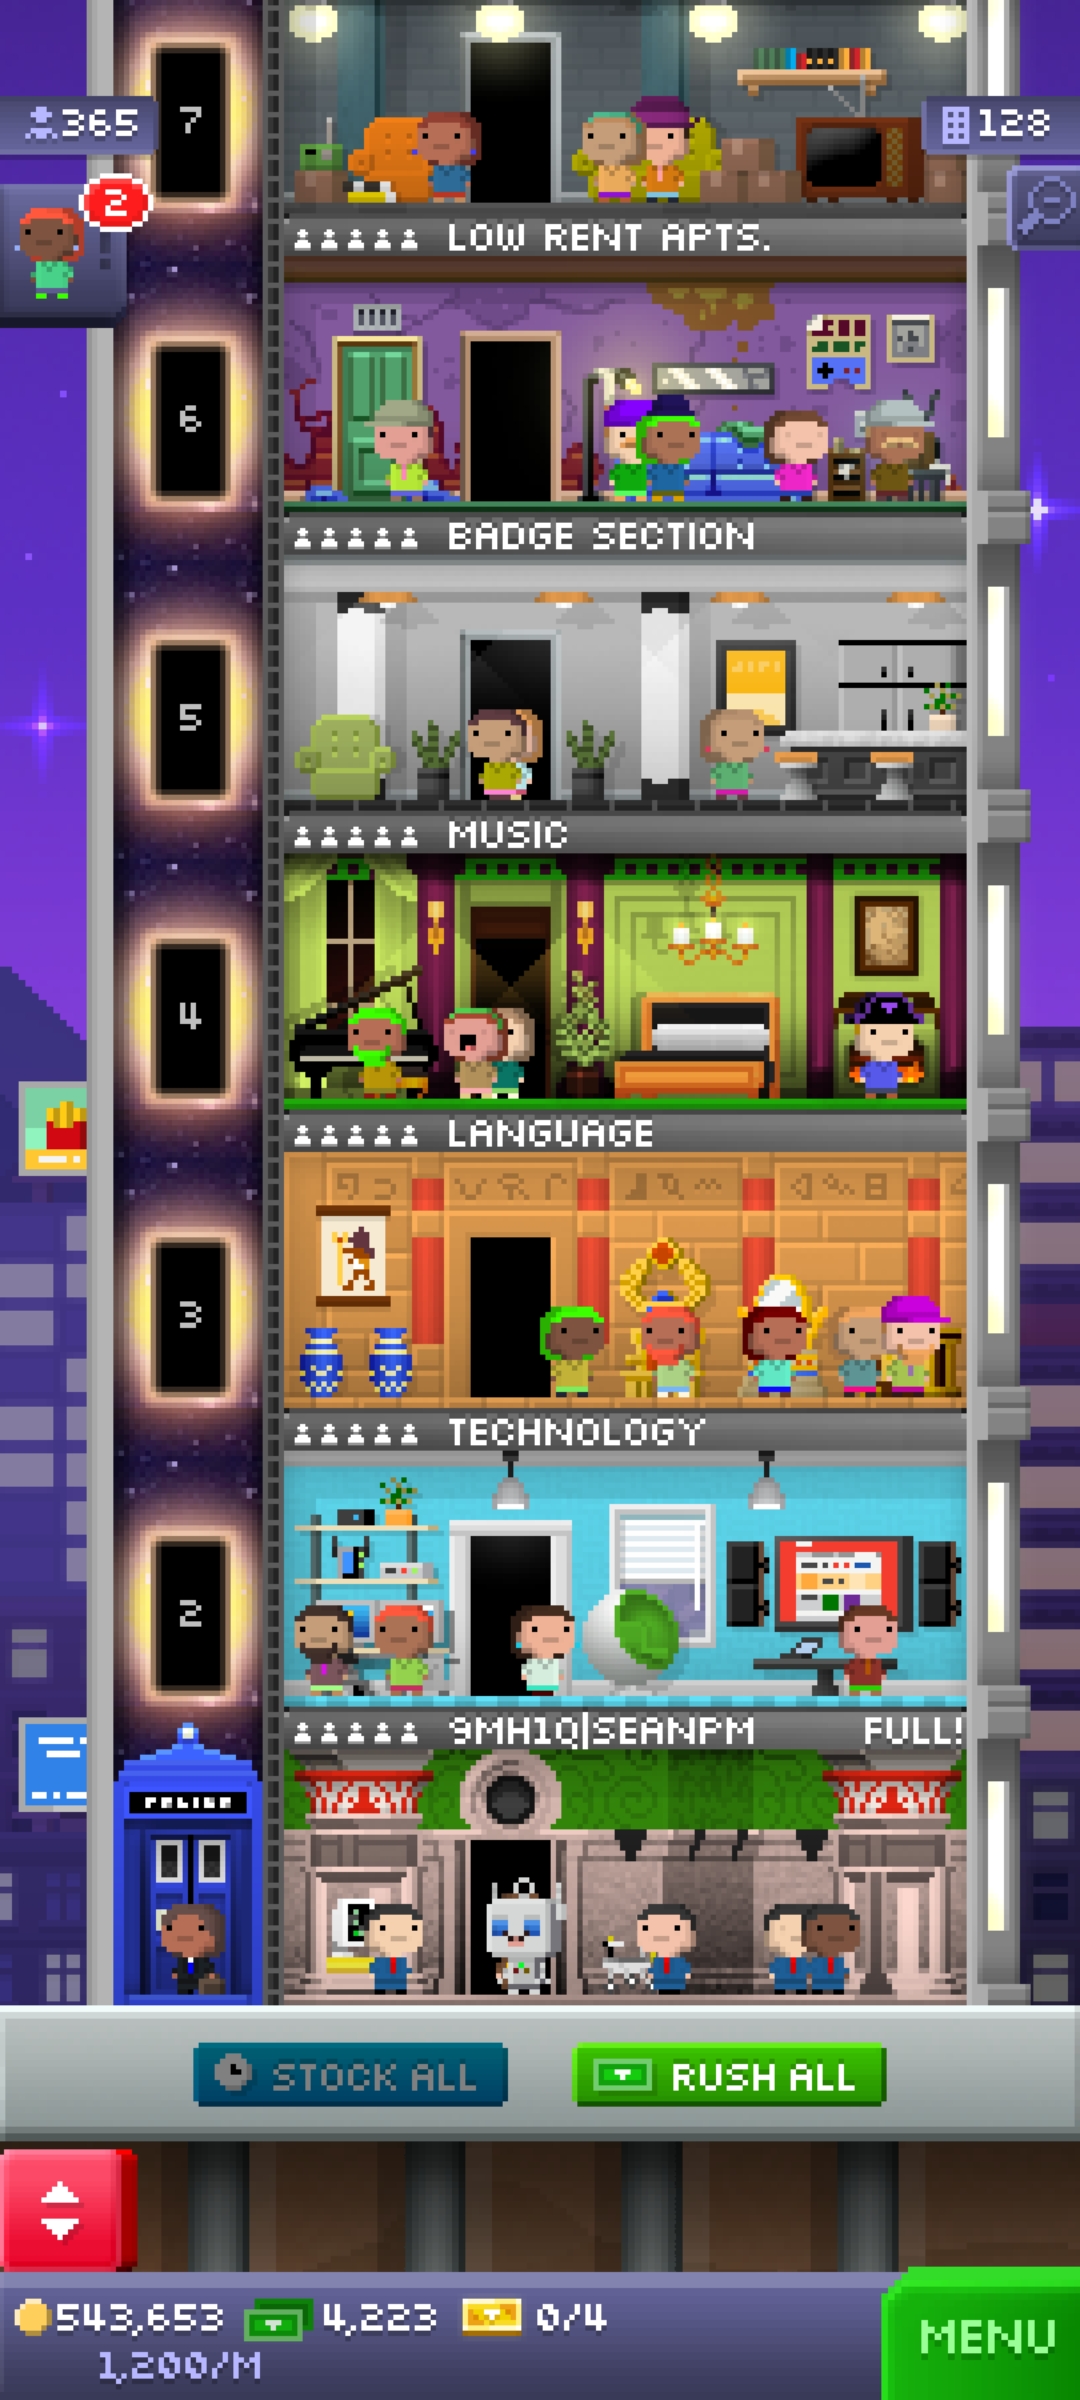 7
365
128
2
LOW RENT APTS.
6
BADGE SECTION
5
MUSIC
4
LANGUAGE
3
TECHNOLOGY
2
9MH1Q|SEANPM FULL!
POLICE
STOCK ALL
RUSH ALL
543,653
4,223
0/4
1,200/M
MENU